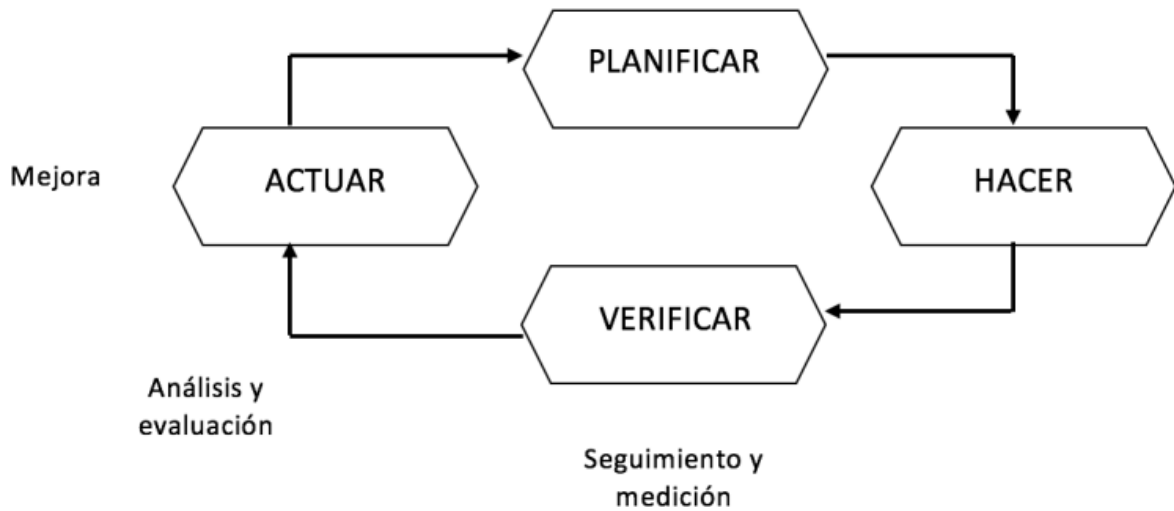 PLANIFICAR
Mejora
ACTUAR
HACER
VERIFICAR
Análisis y
evaluación
Seguimiento y
medición